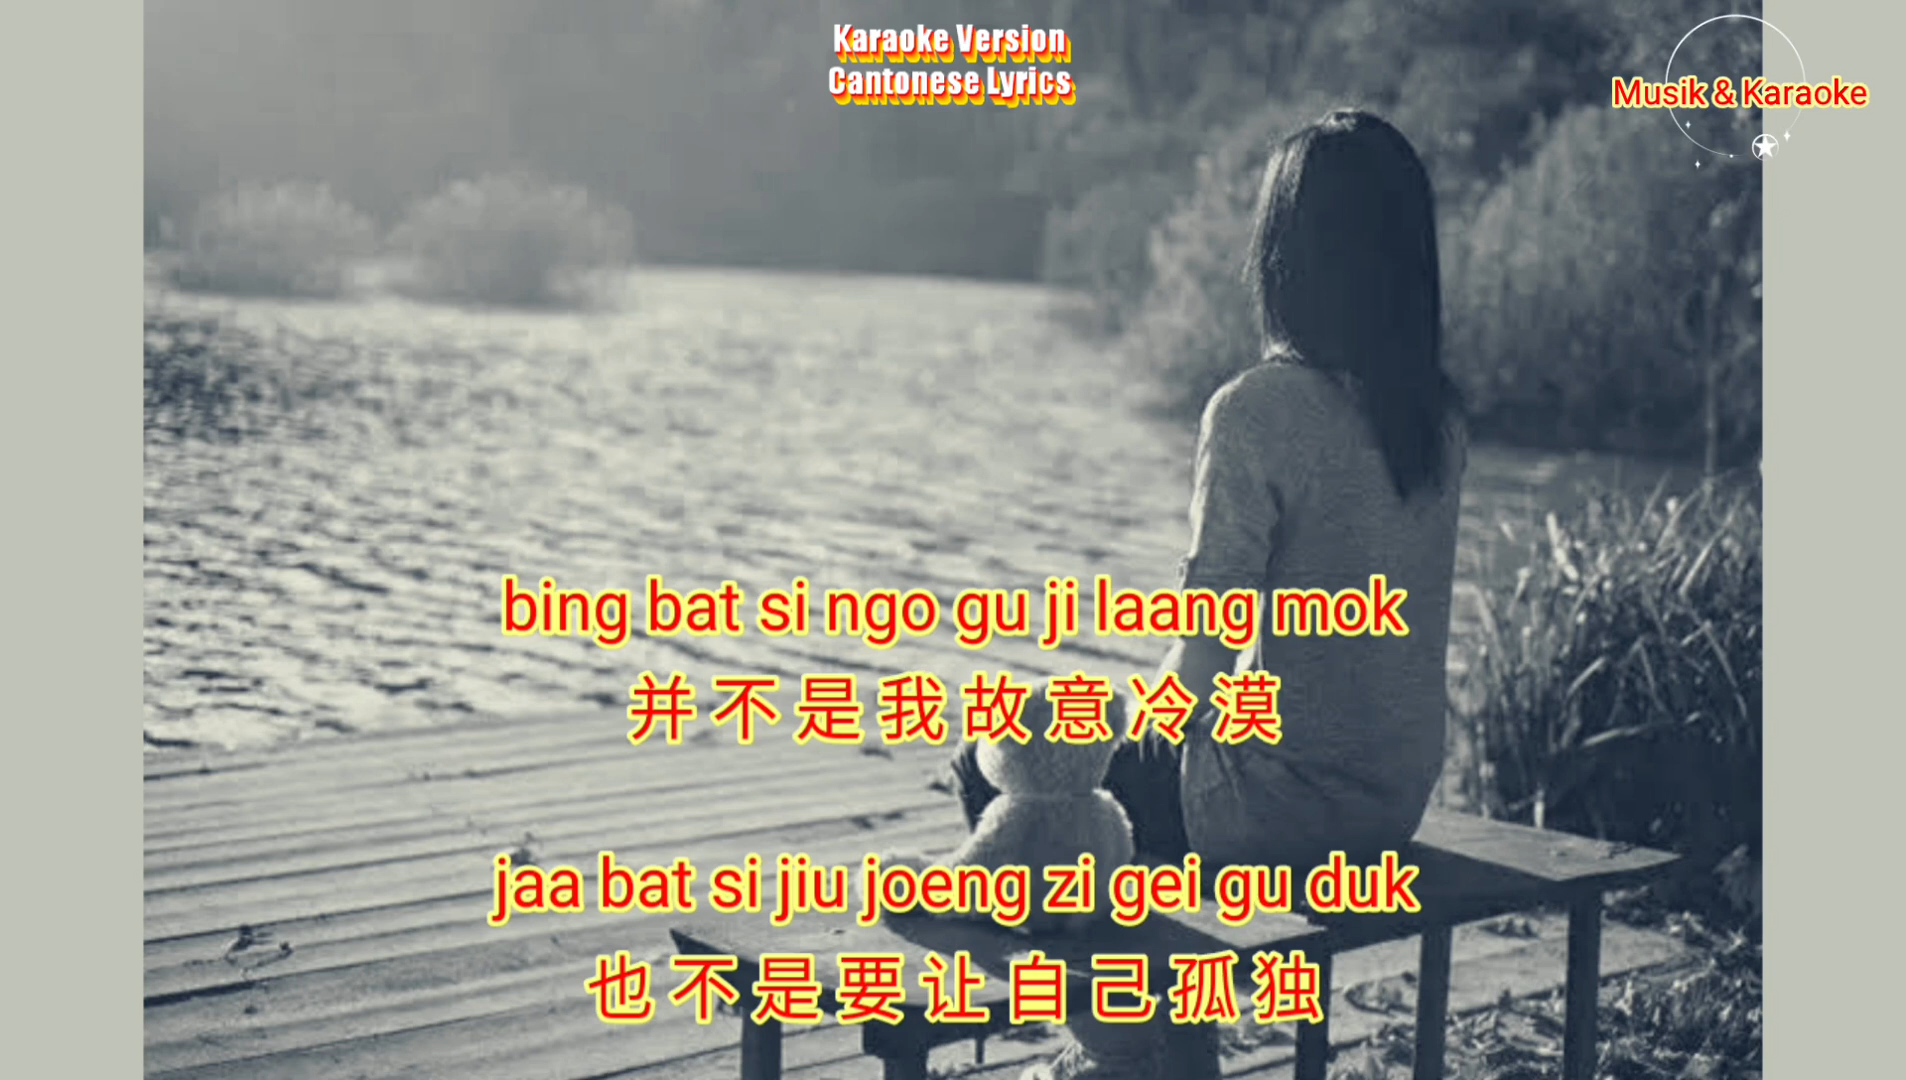 Karaoke Version
Cantonese Lyrics
Musik & Karaoke
bing bat si ngo gu ji laang mok
并不是我故意冷漠
jaa bat si jiu joeng zi gei gu duk
也不是要让自己孤独